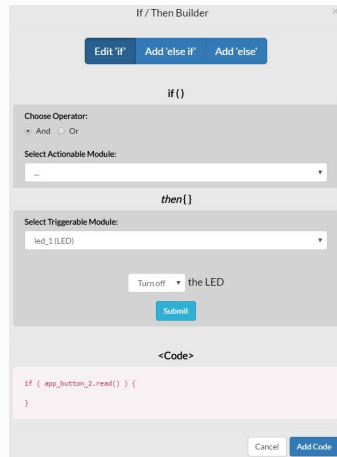 If / Then Builder
×
Edit 'if' Add 'else if' Add 'else'
if ( )
Choose Operator:
And Or
Select Actionable Module:
...
then { }
Select Triggerable Module:
led_1 (LED)
Turn off the LED
Submit
<Code>
if ( app_button_2.read() ) {
}
Cancel Add Code